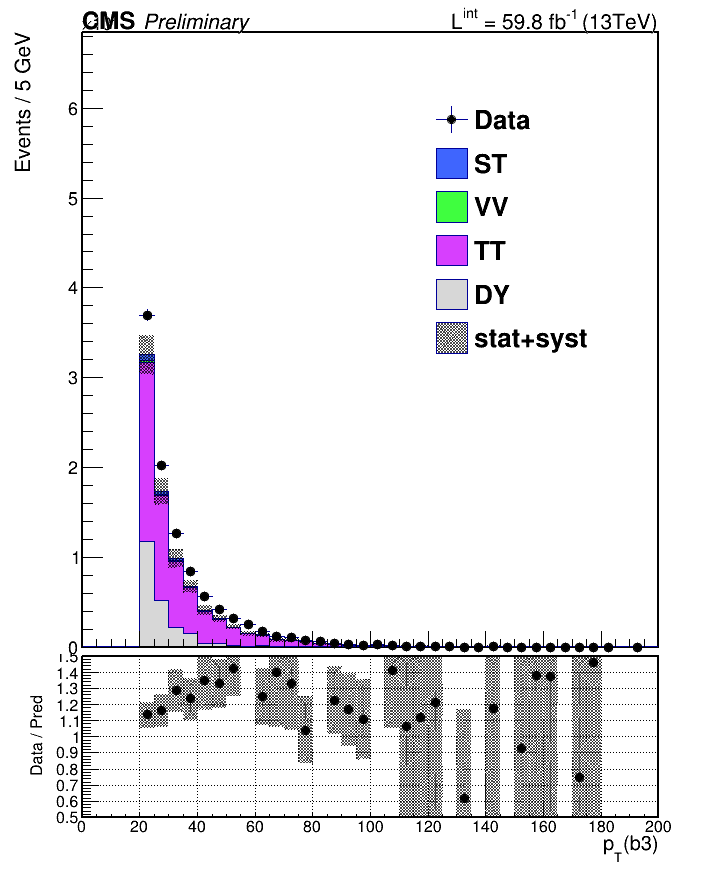 CMS Preliminary L^int = 59.8 fb^-1 (13TeV)
Events / 5 GeV
6
5
4
3
2
1
0
Data
ST
VV
TT
DY
stat+syst
Data / Pred
1.5
1.4
1.3
1.2
1.1
1
0.9
0.8
0.7
0.6
0.5
0 20 40 60 80 100 120 140 160 180 200
p_T(b3)